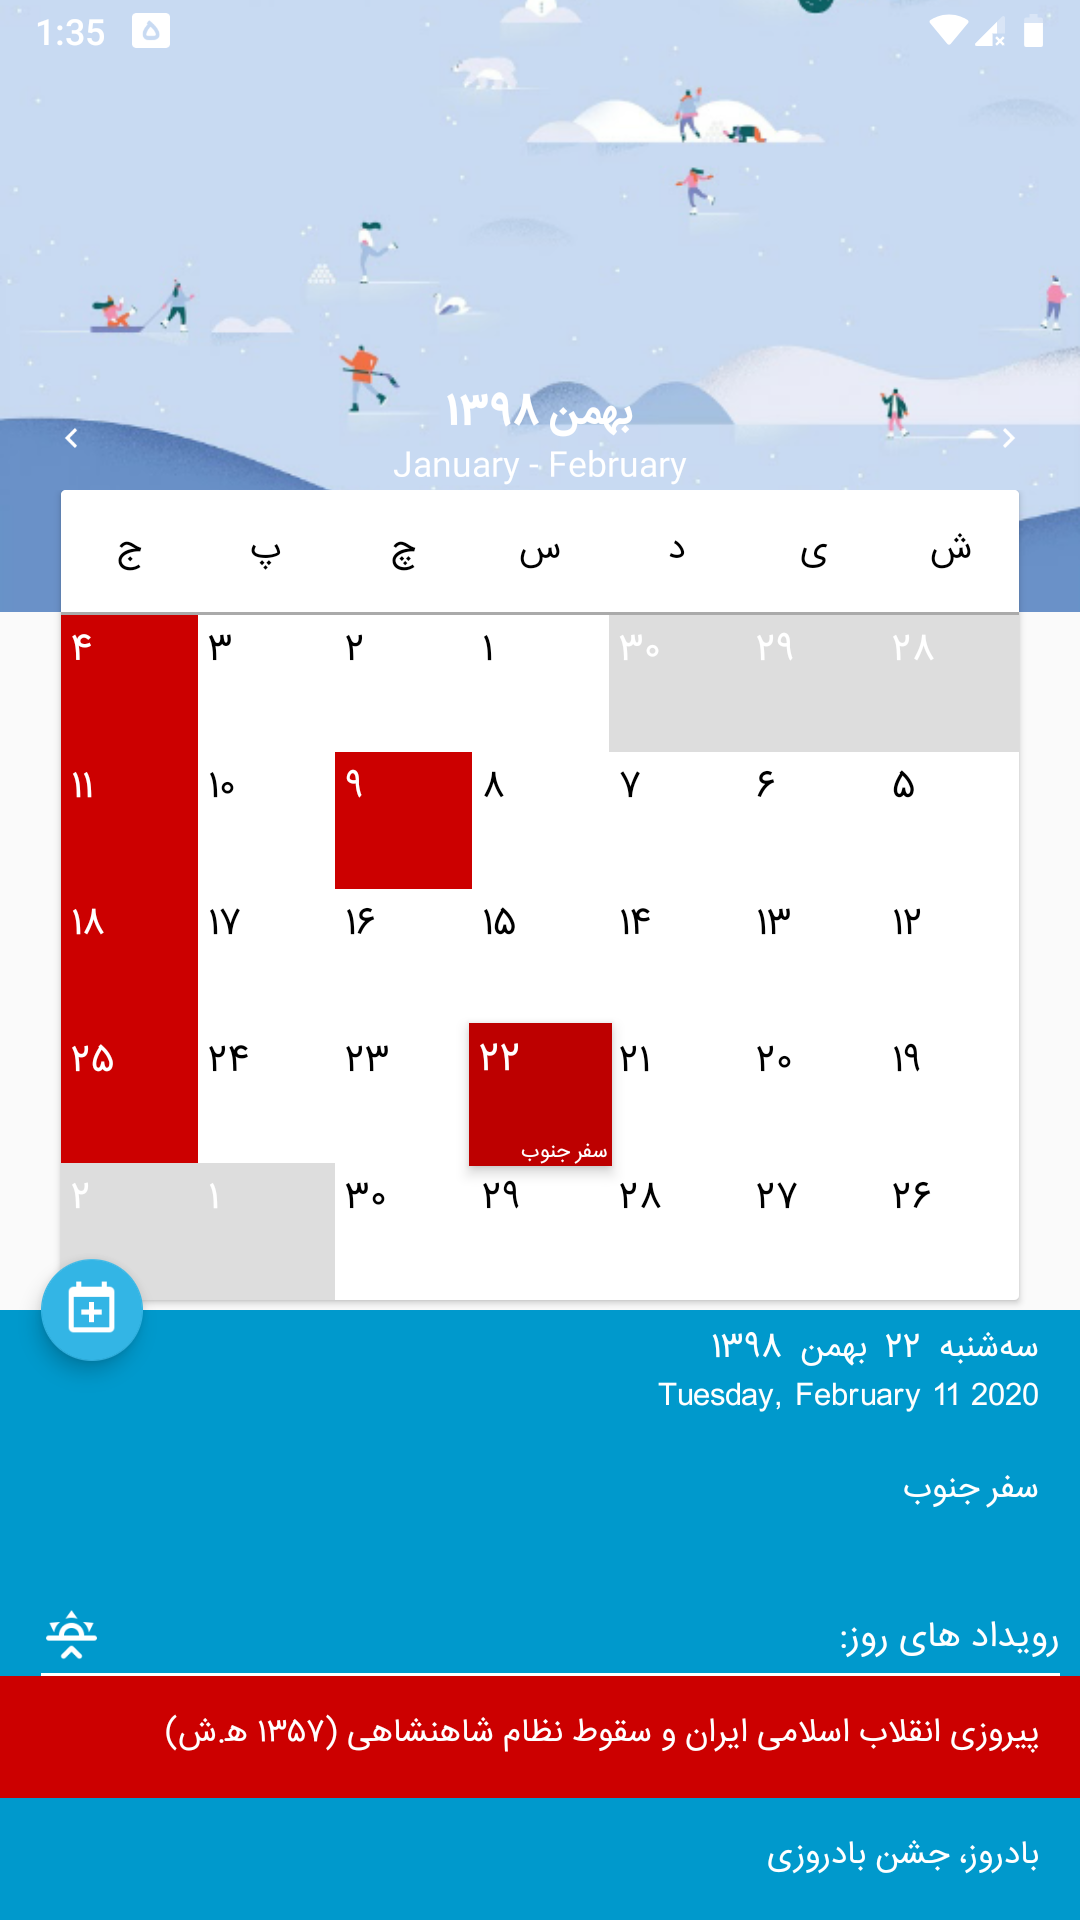 1:35
بهمن ۱۳۹۸
January - February
ش ی د س چ پ ج
۲۸ ۲۹ ۳۰ ۱ ۲ ۳ ۴
۵ ۶ ۷ ۸ ۹ ۱۰ ۱۱
۱۲ ۱۳ ۱۴ ۱۵ ۱۶ ۱۷ ۱۸
۱۹ ۲۰ ۲۱ ۲۲ ۲۳ ۲۴ ۲۵
سفر جنوب
۲۶ ۲۷ ۲۸ ۲۹ ۳۰ ۱ ۲
سه‌شنبه ۲۲ بهمن ۱۳۹۸
Tuesday, February 11 2020
سفر جنوب
رویداد های روز:
پیروزی انقلاب اسلامی ایران و سقوط نظام شاهنشاهی (۱۳۵۷ ه‍.ش)
بادروز، جشن بادروزی